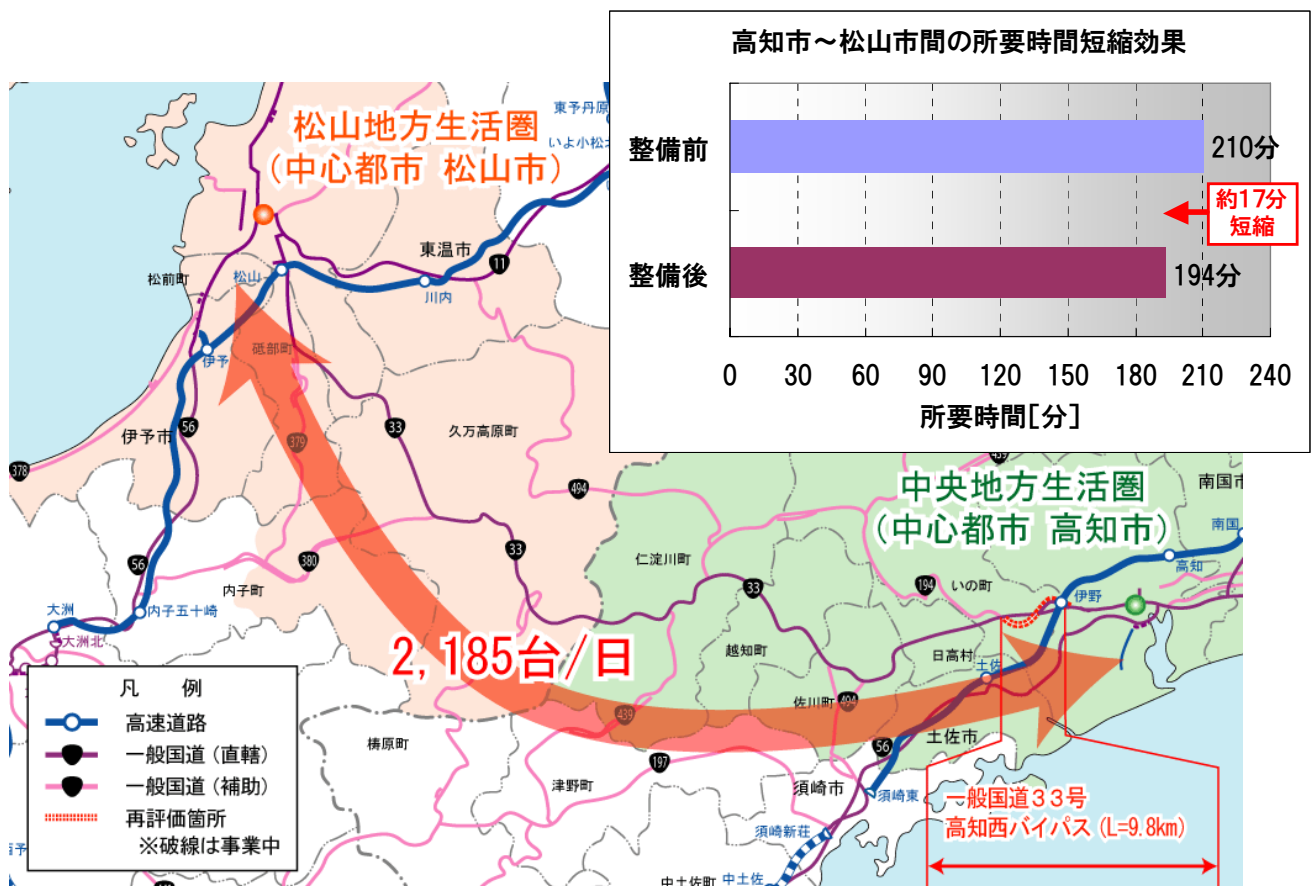 高知市～松山市間の所要時間短縮効果
整備前
210分
約17分
短縮
整備後
194分
0 30 60 90 120 150 180 210 240
所要時間[分]
松山地方生活圏
(中心都市 松山市)
東予丹原
いよ小松北
東温市
11
松前町
松山
川内
伊予
砥部町
伊予市
56
33
379
久万高原町
378
494
中央地方生活圏
(中心都市 高知市)
439
南国市
南国
高知
56
380
33
仁淀川町
33
194
いの町
伊野
内子町
大洲
内子五十崎
大洲北
2,185台/日
越知町
日高村
土佐
佐川町
494
439
56
土佐市
梼原町
197
津野町
須崎市
須崎東
須崎新荘
中土佐町
中土佐
一般国道３３号
高知西バイパス (L=9.8km)
凡 例
高速道路
一般国道 (直轄)
一般国道 (補助)
再評価箇所
※破線は事業中